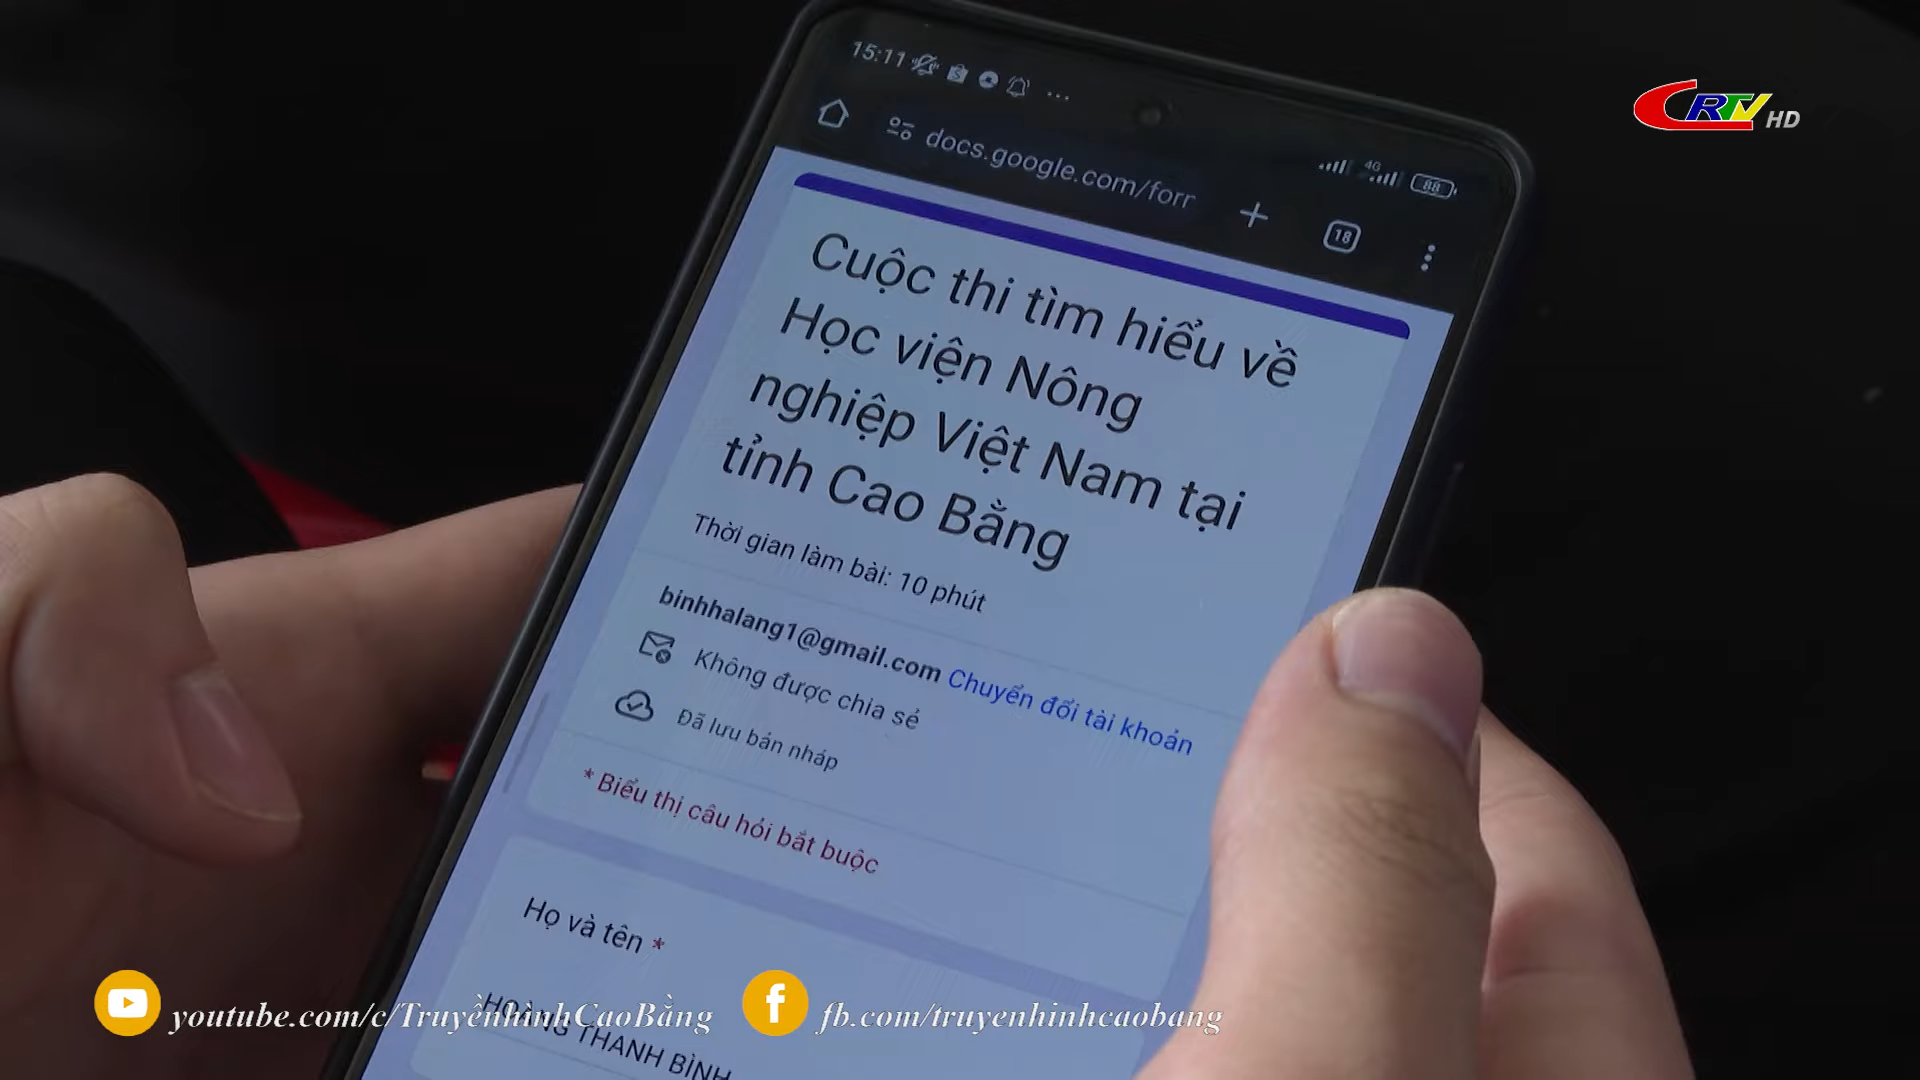 15:11
4G
88
docs.google.com/forr
18
CRTV HD
Cuộc thi tìm hiểu về
Học viện Nông
nghiệp Việt Nam tại
tỉnh Cao Bằng
Thời gian làm bài: 10 phút
binhhalang1@gmail.com Chuyển đổi tài khoản
Không được chia sẻ
Đã lưu bản nháp
* Biểu thị câu hỏi bắt buộc
Họ và tên *
HOÀNG THANH BÌNH
youtube.com/c/TruyềnhìnhCaoBằng
fb.com/truyenhinhcaobang